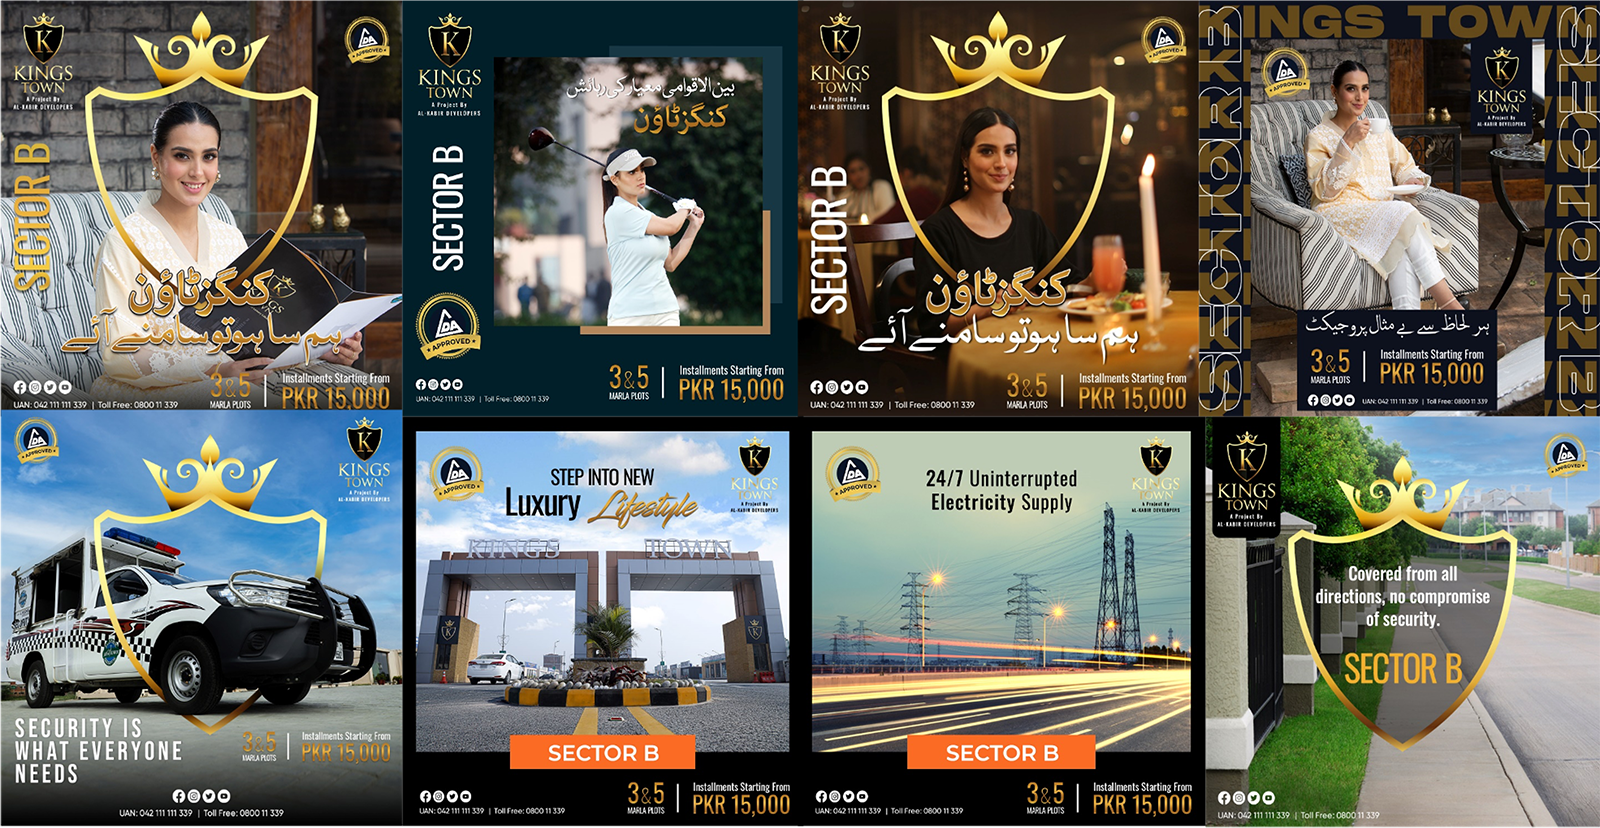 KINGS
TOWN
A Project By
AL-KABIR DEVELOPERS
LDA
APPROVED
SECTOR B
کنگز ٹاؤن
ہم سا ہو تو سامنے آئے
3&5
MARLA PLOTS
Installments Starting From
PKR 15,000
UAN: 042 111 111 339 | Toll Free: 0800 11 339
KINGS
TOWN
A Project By
AL-KABIR DEVELOPERS
بین الاقوامی معیار کی رہائش
کنگز ٹاؤن
SECTOR B
LDA
APPROVED
3&5
MARLA PLOTS
Installments Starting From
PKR 15,000
UAN: 042 111 111 339 | Toll Free: 0800 11 339
KINGS
TOWN
A Project By
AL-KABIR DEVELOPERS
LDA
APPROVED
SECTOR B
کنگز ٹاؤن
ہم سا ہو تو سامنے آئے
3&5
MARLA PLOTS
Installments Starting From
PKR 15,000
UAN: 042 111 111 339 | Toll Free: 0800 11 339
KINGS TOWN
SECTOR B
SECTOR B
LDA
APPROVED
KINGS
TOWN
A Project By
AL-KABIR DEVELOPERS
ہر لحاظ سے بے مثال پروجیکٹ
3&5
MARLA PLOTS
Installments Starting From
PKR 15,000
UAN: 042 111 111 339 | Toll Free: 0800 11 339
LDA
APPROVED
KINGS
TOWN
A Project By
AL-KABIR DEVELOPERS
SECURITY IS
WHAT EVERYONE
NEEDS
3&5
MARLA PLOTS
Installments Starting From
PKR 15,000
UAN: 042 111 111 339 | Toll Free: 0800 11 339
LDA
APPROVED
STEP INTO NEW
Luxury Lifestyle
KINGS
TOWN
A Project By
AL-KABIR DEVELOPERS
KINGS TOWN
SECTOR B
3&5
MARLA PLOTS
Installments Starting From
PKR 15,000
UAN: 042 111 111 339 | Toll Free: 0800 11 339
LDA
APPROVED
24/7 Uninterrupted
Electricity Supply
KINGS
TOWN
A Project By
AL-KABIR DEVELOPERS
SECTOR B
3&5
MARLA PLOTS
Installments Starting From
PKR 15,000
UAN: 042 111 111 339 | Toll Free: 0800 11 339
KINGS
TOWN
A Project By
AL-KABIR DEVELOPERS
LDA
APPROVED
Covered from all
directions, no compromise
of security.
SECTOR B
UAN: 042 111 111 339 | Toll Free: 0800 11 339